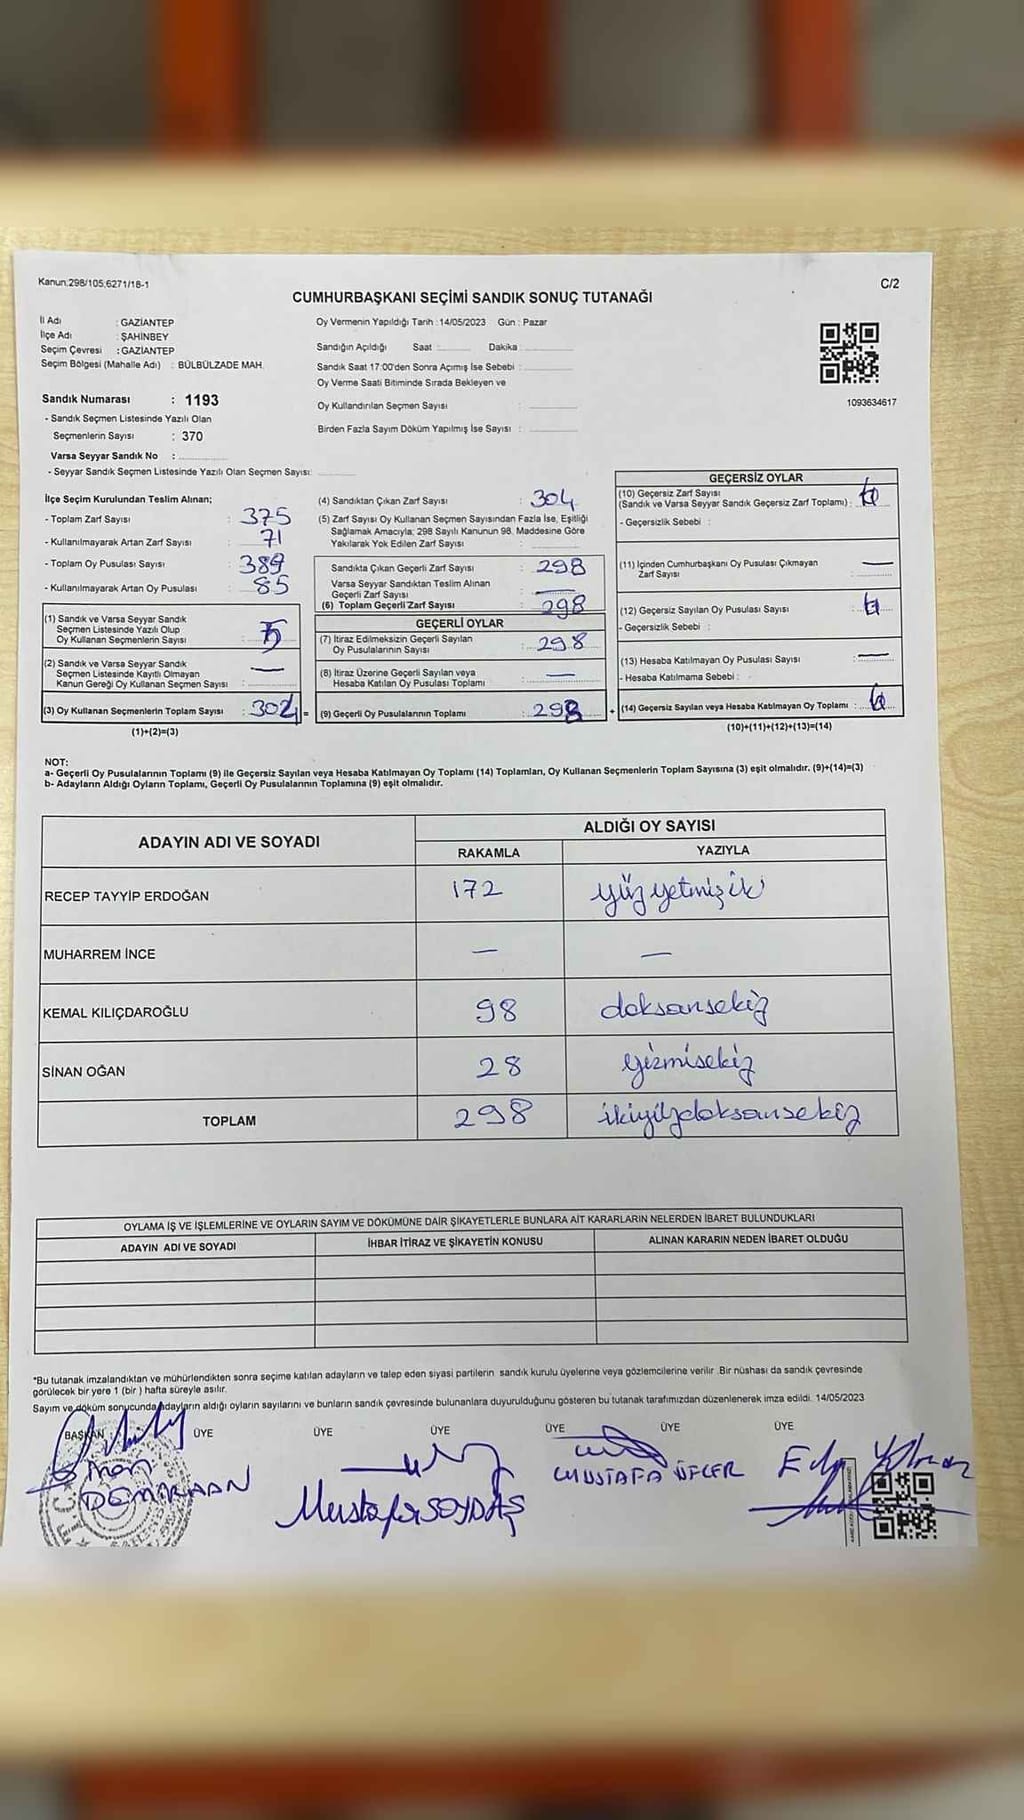 Kanun:298/105;6271/18-1
C/2
CUMHURBAŞKANI SEÇİMİ SANDIK SONUÇ TUTANAĞI
İl Adı : GAZİANTEP
İlçe Adı : ŞAHİNBEY
Seçim Çevresi : GAZİANTEP
Seçim Bölgesi (Mahalle Adı) : BÜLBÜLZADE MAH.
Sandık Numarası : 1193
- Sandık Seçmen Listesinde Yazılı Olan
Seçmenlerin Sayısı : 370
Varsa Seyyar Sandık No :
- Seyyar Sandık Seçmen Listesinde Yazılı Olan Seçmen Sayısı:
Oy Vermenin Yapıldığı Tarih :14/05/2023 Gün : Pazar
Sandığın Açıldığı Saat : Dakika :
Sandık Saat 17:00'den Sonra Açımış İse Sebebi :
Oy Verme Saati Bitiminde Sırada Bekleyen ve
Oy Kullandırılan Seçmen Sayısı :
Birden Fazla Sayım Döküm Yapılmış İse Sayısı :
1093634617
İlçe Seçim Kurulundan Teslim Alınan;
- Toplam Zarf Sayısı : 375
- Kullanılmayarak Artan Zarf Sayısı : 71
- Toplam Oy Pusulası Sayısı : 389
- Kullanılmayarak Artan Oy Pusulası : 85
(1) Sandık ve Varsa Seyyar Sandık
Seçmen Listesinde Yazılı Olup
Oy Kullanan Seçmenlerin Sayısı :
(2) Sandık ve Varsa Seyyar Sandık
Seçmen Listesinde Kayıtlı Olmayan
Kanun Gereği Oy Kullanan Seçmen Sayısı : —
(3) Oy Kullanan Seçmenlerin Toplam Sayısı : 304 =
(1)+(2)=(3)
(4) Sandıktan Çıkan Zarf Sayısı : 304
(5) Zarf Sayısı Oy Kullanan Seçmen Sayısından Fazla İse, Eşitliği
Sağlamak Amacıyla; 298 Sayılı Kanunun 98. Maddesine Göre
Yakılarak Yok Edilen Zarf Sayısı :
Sandıkta Çıkan Geçerli Zarf Sayısı : 298
Varsa Seyyar Sandıktan Teslim Alınan
Geçerli Zarf Sayısı : —
(6) Toplam Geçerli Zarf Sayısı : 298
GEÇERLİ OYLAR
(7) İtiraz Edilmeksizin Geçerli Sayılan
Oy Pusulalarının Sayısı : 298
(8) İtiraz Üzerine Geçerli Sayılan veya
Hesaba Katılan Oy Pusulası Toplamı : —
(9) Geçerli Oy Pusulalarının Toplamı : 298 +
GEÇERSİZ OYLAR
(10) Geçersiz Zarf Sayısı
(Sandık ve Varsa Seyyar Sandık Geçersiz Zarf Toplamı) :
- Geçersizlik Sebebi :
(11) İçinden Cumhurbaşkanı Oy Pusulası Çıkmayan
Zarf Sayısı : —
(12) Geçersiz Sayılan Oy Pusulası Sayısı :
- Geçersizlik Sebebi :
(13) Hesaba Katılmayan Oy Pusulası Sayısı : —
- Hesaba Katılmama Sebebi :
(14) Geçersiz Sayılan veya Hesaba Katılmayan Oy Toplamı : 6
(10)+(11)+(12)+(13)=(14)
NOT:
a- Geçerli Oy Pusulalarının Toplamı (9) ile Geçersiz Sayılan veya Hesaba Katılmayan Oy Toplamı (14) Toplamları, Oy Kullanan Seçmenlerin Toplam Sayısına (3) eşit olmalıdır. (9)+(14)=(3)
b- Adayların Aldığı Oyların Toplamı, Geçerli Oy Pusulalarının Toplamına (9) eşit olmalıdır.
ADAYIN ADI VE SOYADI ALDIĞI OY SAYISI
RAKAMLA YAZIYLA
RECEP TAYYİP ERDOĞAN 172 yüzyetmişiki
MUHARREM İNCE — —
KEMAL KILIÇDAROĞLU 98 doksansekiz
SİNAN OĞAN 28 yirmisekiz
TOPLAM 298 ikiyüzdoksansekiz
OYLAMA İŞ VE İŞLEMLERİNE VE OYLARIN SAYIM VE DÖKÜMÜNE DAİR ŞİKAYETLERLE BUNLARA AİT KARARLARIN NELERDEN İBARET BULUNDUKLARI
ADAYIN ADI VE SOYADI İHBAR İTİRAZ VE ŞİKAYETİN KONUSU ALINAN KARARIN NEDEN İBARET OLDUĞU
*Bu tutanak imzalandıktan ve mühürlendikten sonra seçime katılan adayların ve talep eden siyasi partilerin sandık kurulu üyelerine veya gözlemcilerine verilir .Bir nüshası da sandık çevresinde
görülecek bir yere 1 (bir ) hafta süreyle asılır.
Sayım ve döküm sonucunda adayların aldığı oyların sayılarını ve bunların sandık çevresinde bulunanlara duyurulduğunu gösteren bu tutanak tarafımızdan düzenlenerek imza edildi. 14/05/2023
BAŞKAN ÜYE ÜYE ÜYE ÜYE ÜYE ÜYE
Mustafa SOYDAŞ
MUSTAFA